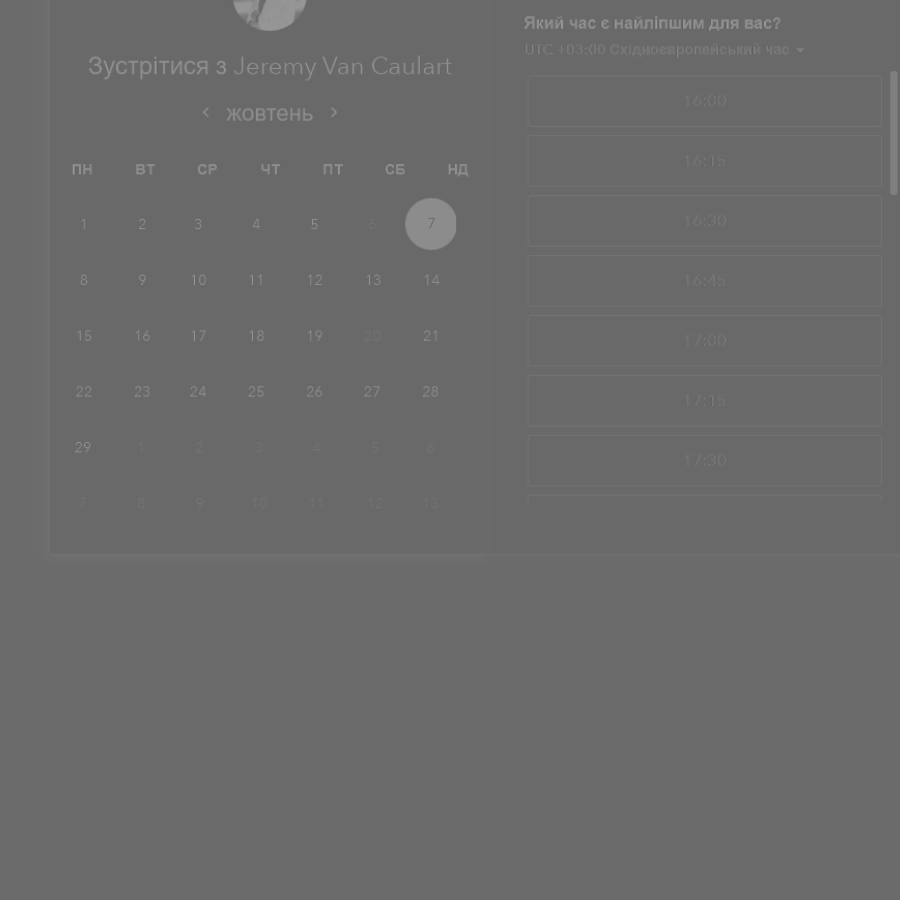 Зустрітися з Jeremy Van Caulart
жовтень
ПН ВТ СР ЧТ ПТ СБ НД
1 2 3 4 5 6 7
8 9 10 11 12 13 14
15 16 17 18 19 20 21
22 23 24 25 26 27 28
29 1 2 3 4 5 6
7 8 9 10 11 12 13
Який час є найліпшим для вас?
UTC +03:00 Східноєвропейський час
16:00
16:15
16:30
16:45
17:00
17:15
17:30